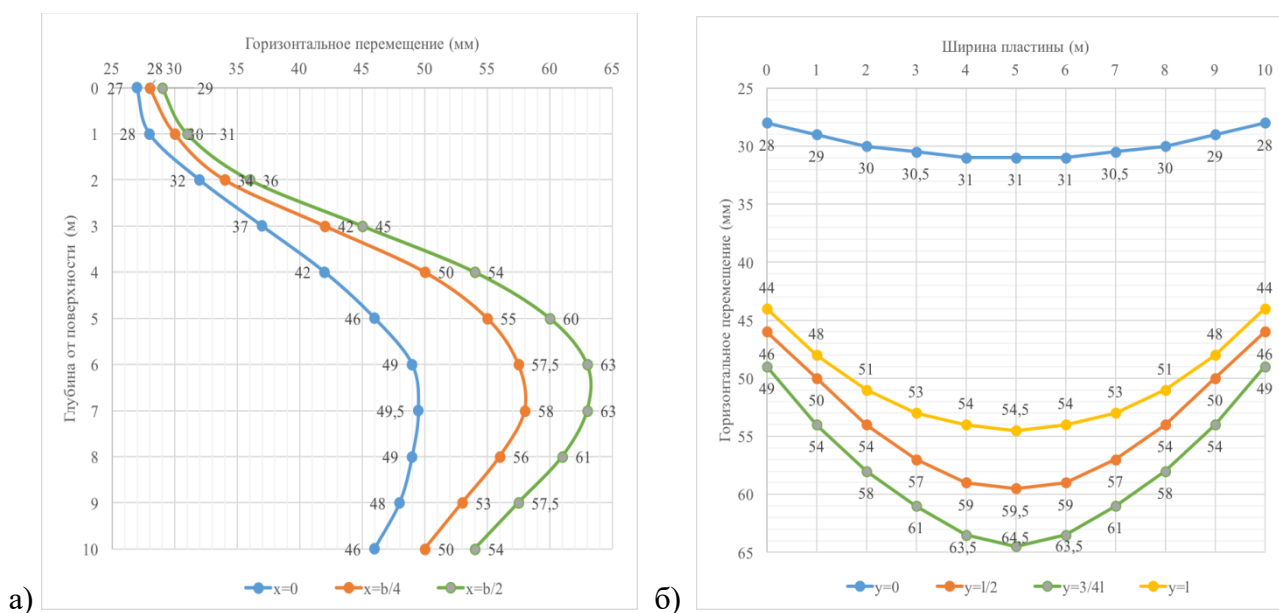 Горизонтальное перемещение (мм)
25 28 30 35 40 45 50 55 60 65
Глубина от поверхности (м)
0 27 29
1 28 30 31
2 32 34 36
3 37 42 45
4 42 50 54
5 46 55 60
6 49 57,5 63
7 49,5 58 63
8 49 56 61
9 48 53 57,5
10 46 50 54
x=0 x=b/4 x=b/2
а)
Ширина пластины (м)
0 1 2 3 4 5 6 7 8 9 10
Горизонтальное перемещение (мм)
25
30
35
40
45
50
55
60
65
28 29 30 30,5 31 31 31 30,5 30 29 28
44 48 51 53 54 54,5 54 53 51 48 44
46 50 54 57 59 59,5 59 57 54 50 46
49 54 58 61 63,5 64,5 63,5 61 58 54 49
y=0 y=l/2 y=3/4l y=l
б)